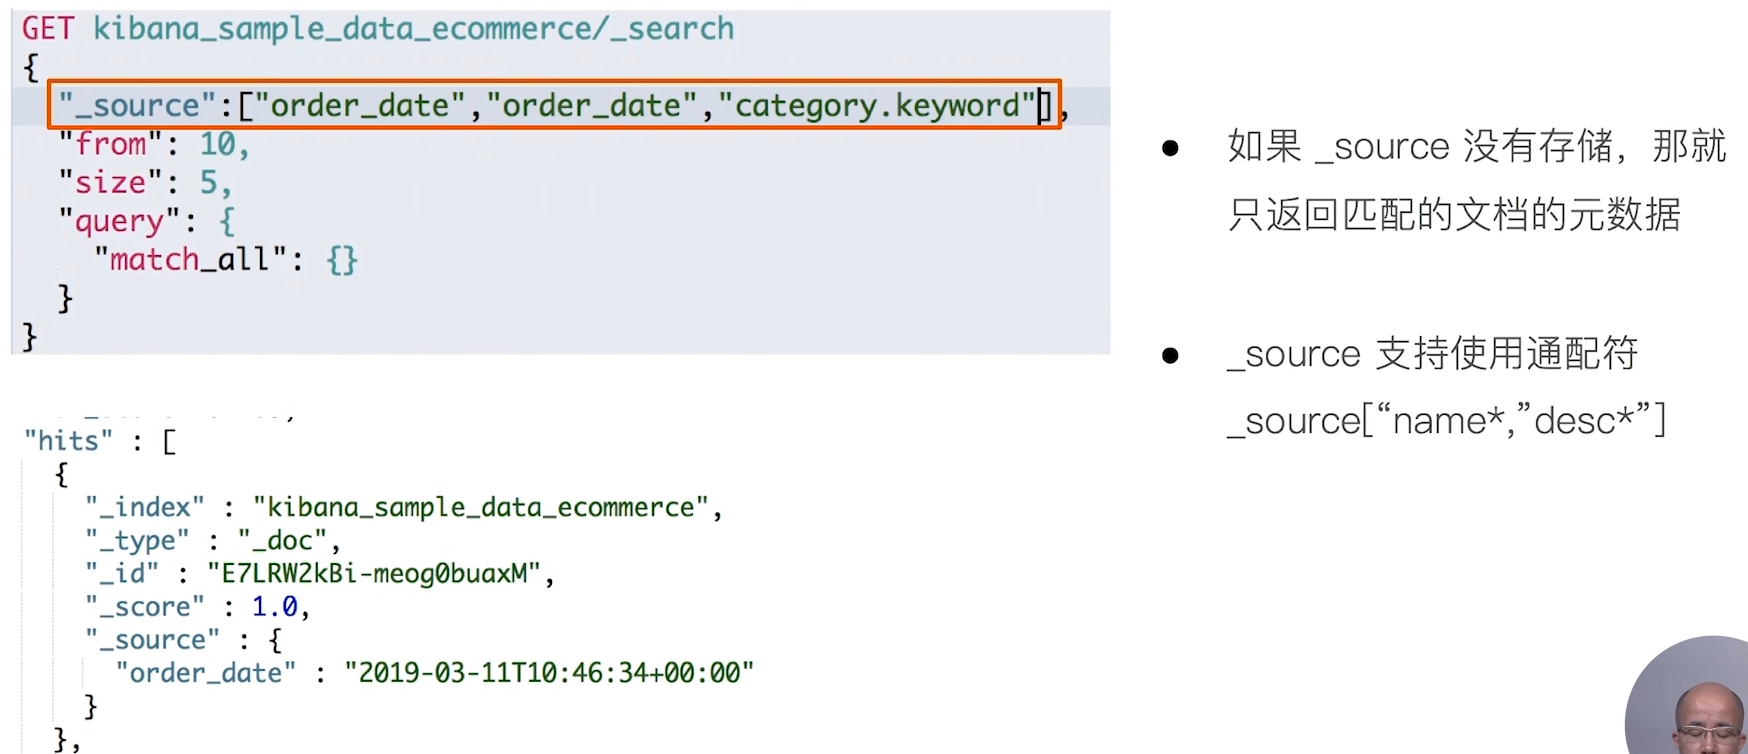 GET kibana_sample_data_ecommerce/_search
{
"_source":["order_date","order_date","category.keyword"],
"from": 10,
"size": 5,
"query": {
"match_all": {}
}
}
"hits" : [
{
"_index" : "kibana_sample_data_ecommerce",
"_type" : "_doc",
"_id" : "E7LRW2kBi-meog0buaxM",
"_score" : 1.0,
"_source" : {
"order_date" : "2019-03-11T10:46:34+00:00"
}
},
● 如果 _source 没有存储，那就
只返回匹配的文档的元数据
● _source 支持使用通配符
_source[“name*,”desc*”]